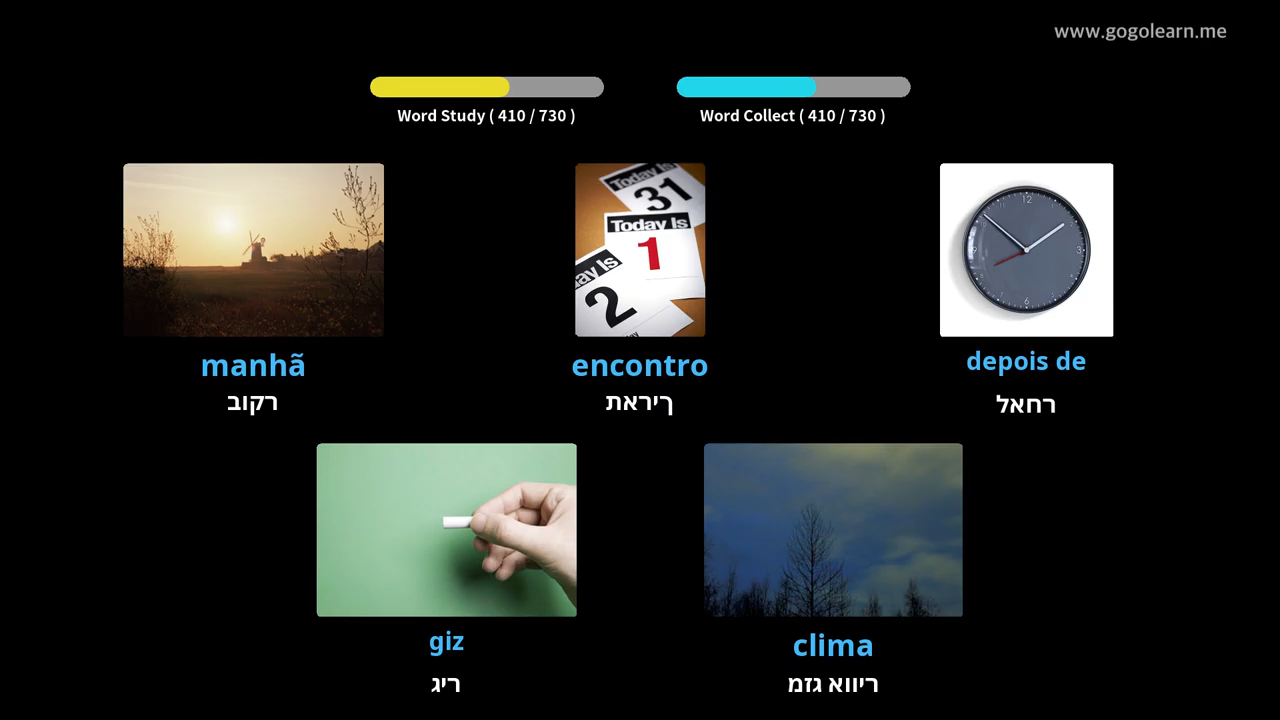 www.gogolearn.me
Word Study ( 410 / 730 )
Word Collect ( 410 / 730 )
Today Is 31
Today Is
1
ay Is
2
manhã
רקוב
encontro
ךיראת
depois de
רחאל
giz
ריג
clima
ריווא גזמ